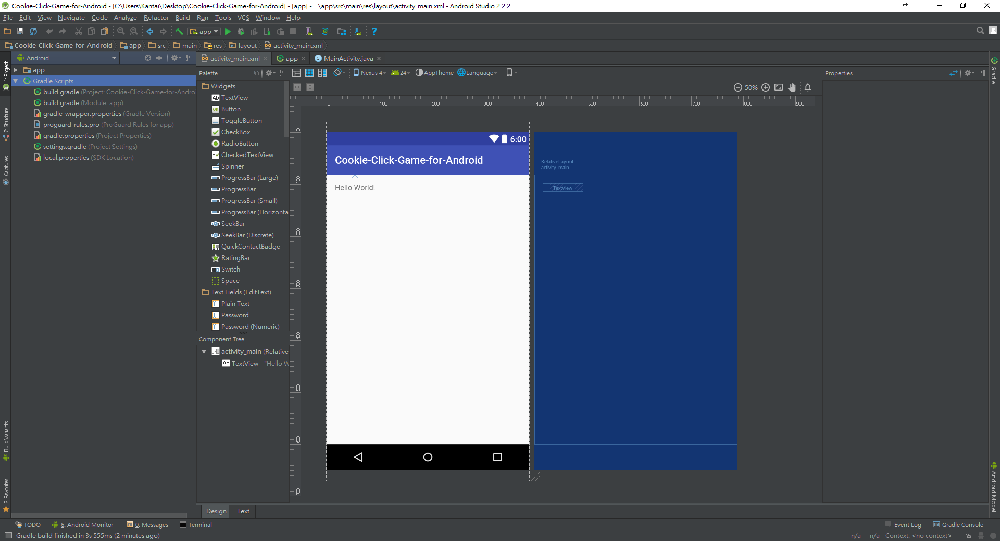 Cookie-Click-Game-for-Android - [C:\Users\Kantai\Desktop\Cookie-Click-Game-for-Android] - [app] - ...\app\src\main\res\layout\activity_main.xml - Android Studio 2.2.2
File Edit View Navigate Code Analyze Refactor Build Run Tools VCS Window Help
app
Cookie-Click-Game-for-Android app src main res layout activity_main.xml
Android
activity_main.xml app MainActivity.java
1: Project
7: Structure
Captures
Build Variants
2: Favorites
app
Gradle Scripts
build.gradle (Project: Cookie-Click-Game-for-Andro
build.gradle (Module: app)
gradle-wrapper.properties (Gradle Version)
proguard-rules.pro (ProGuard Rules for app)
gradle.properties (Project Properties)
settings.gradle (Project Settings)
local.properties (SDK Location)
Palette
Widgets
Ab TextView
OK Button
ToggleButton
CheckBox
RadioButton
CheckedTextView
Spinner
ProgressBar (Large)
ProgressBar
ProgressBar (Small)
ProgressBar (Horizonta
SeekBar
SeekBar (Discrete)
QuickContactBadge
RatingBar
Switch
Space
Text Fields (EditText)
Plain Text
Password
Password (Numeric)
Component Tree
activity_main (Relative
Ab TextView - "Hello W
Nexus 4 24 AppTheme Language
50%
0 100 200 300 400 500 600 700 800 900
0
100
200
300
400
500
600
700
6:00
Cookie-Click-Game-for-Android
Hello World!
RelativeLayout
activity_main
TextView
Properties
Gradle
Android Model
Design Text
TODO 6: Android Monitor 0: Messages Terminal
Event Log Gradle Console
Gradle build finished in 3s 555ms (2 minutes ago)
n/a n/a Context: <no context>